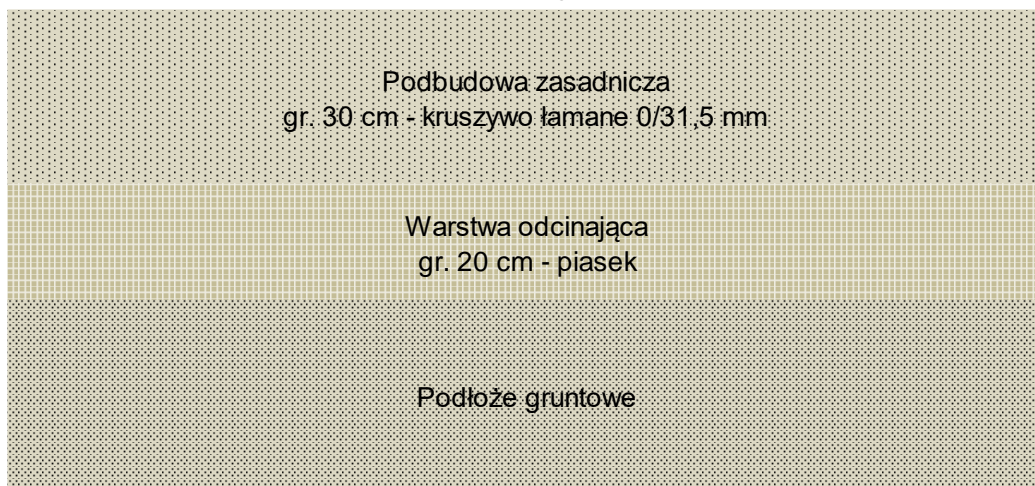 Podbudowa zasadnicza
gr. 30 cm - kruszywo łamane 0/31,5 mm
Warstwa odcinająca
gr. 20 cm - piasek
Podłoże gruntowe